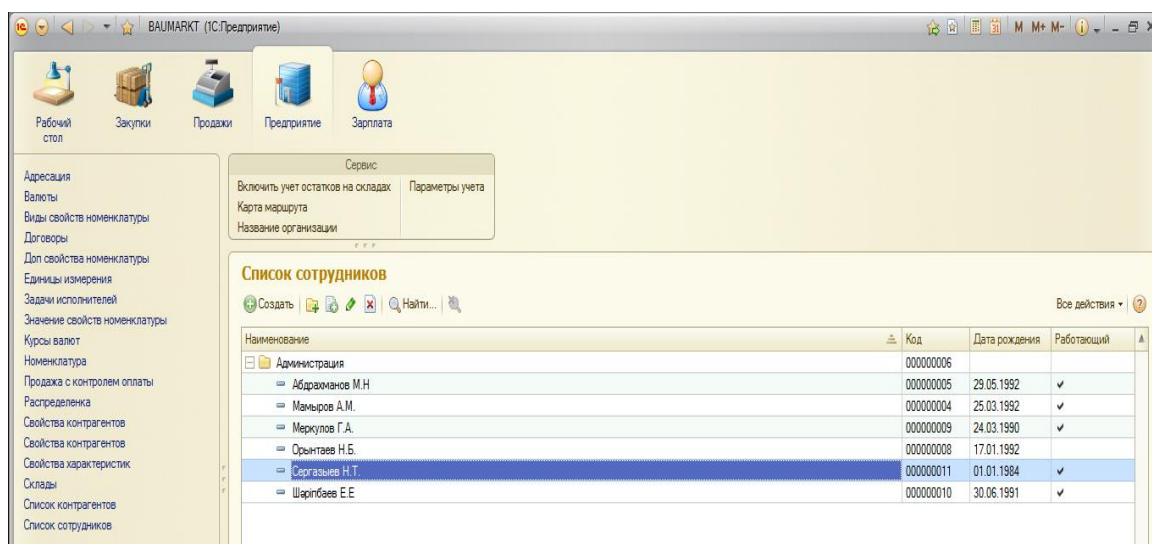 BAUMARKT (1С:Предприятие)
31 M M+ M-
Рабочий
стол
Закупки
Продажи
Предприятие
Зарплата
Адресация
Валюты
Виды свойств номенклатуры
Договоры
Доп свойства номенклатуры
Единицы измерения
Задачи исполнителей
Значение свойств номенклатуры
Курсы валют
Номенклатура
Продажа с контролем оплаты
Распределенка
Свойства контрагентов
Свойства контрагентов
Свойства характеристик
Склады
Список контрагентов
Список сотрудников
Сервис
Включить учет остатков на складах Параметры учета
Карта маршрута
Название организации
Список сотрудников
Создать Найти... Все действия
Наименование Код Дата рождения Работающий
Администрация 000000006
Абдрахманов М.Н 000000005 29.05.1992
Мамыров А.М. 000000004 25.03.1992
Меркулов Г.А. 000000009 24.03.1990
Орынтаев Н.Б. 000000008 17.01.1992
Сергазыев Н.Т. 000000011 01.01.1984
Шәріпбаев Е.Е 000000010 30.06.1991